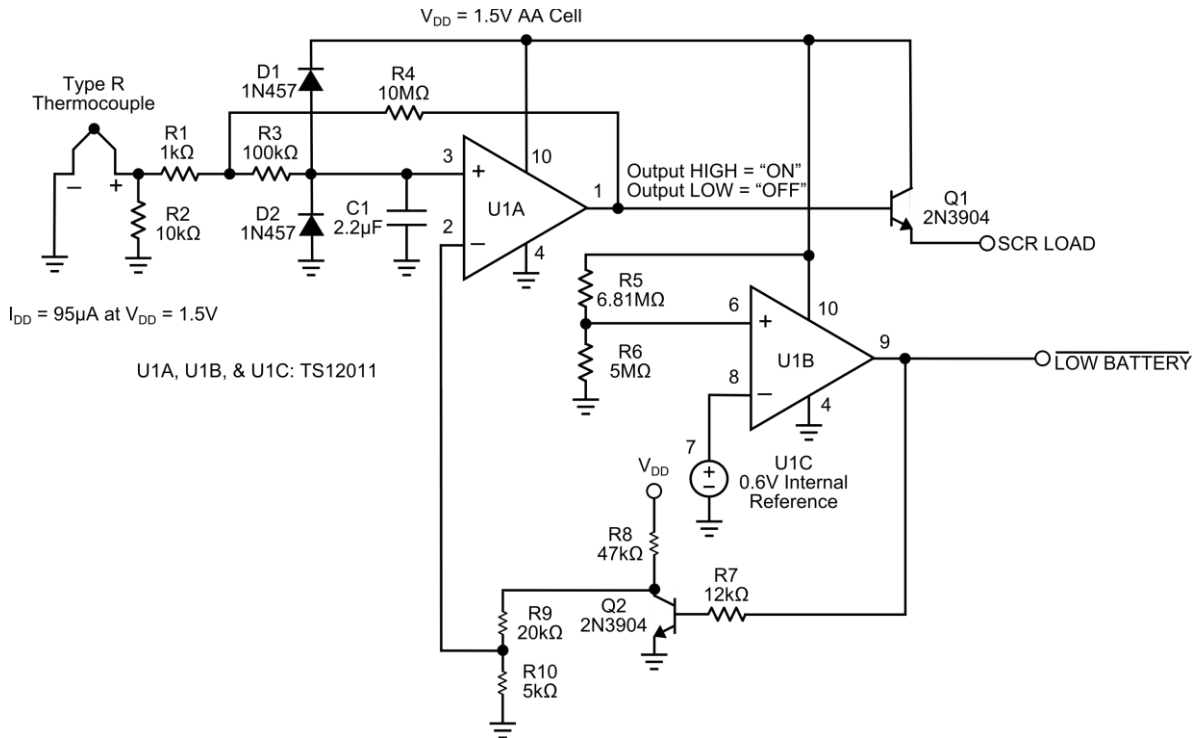 V_DD = 1.5V AA Cell
Type R
Thermocouple
D1
1N457
R4
10MΩ
R1
1kΩ
R3
100kΩ
3
+
10
−
+
1
Output HIGH = “ON”
Output LOW = “OFF”
U1A
R2
10kΩ
D2
1N457
C1
2.2µF
2
−
4
Q1
2N3904
SCR LOAD
I_DD = 95µA at V_DD = 1.5V
R5
6.81MΩ
6
+
10
9
U1A, U1B, & U1C: TS12011
R6
5MΩ
U1B
LOW BATTERY
8
−
4
7
+
−
U1C
0.6V Internal
Reference
V_DD
R8
47kΩ
R7
12kΩ
Q2
2N3904
R9
20kΩ
R10
5kΩ